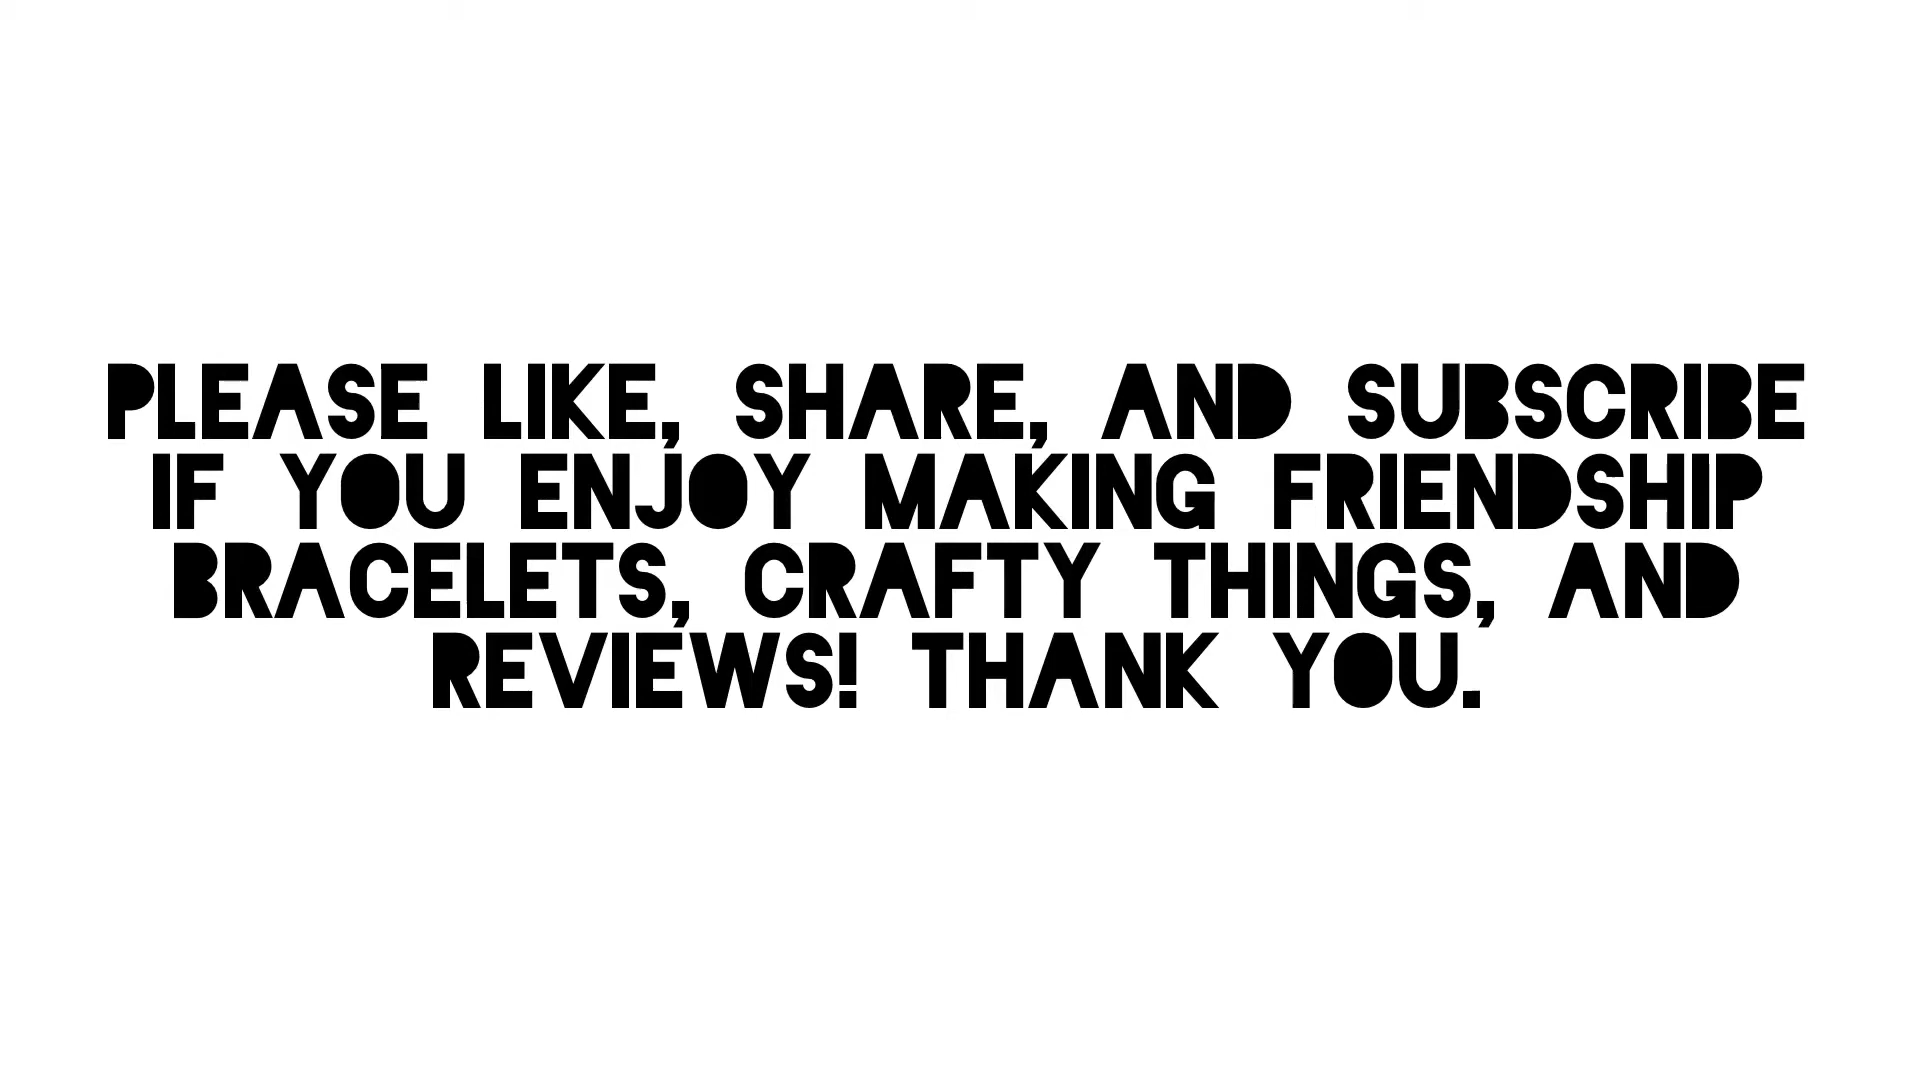 PLEASE LIKE, SHARE, AND SUBSCRIBE
IF YOU ENJOY MAKING FRIENDSHIP
BRACELETS, CRAFTY THINGS, AND
REVIEWS! THANK YOU.